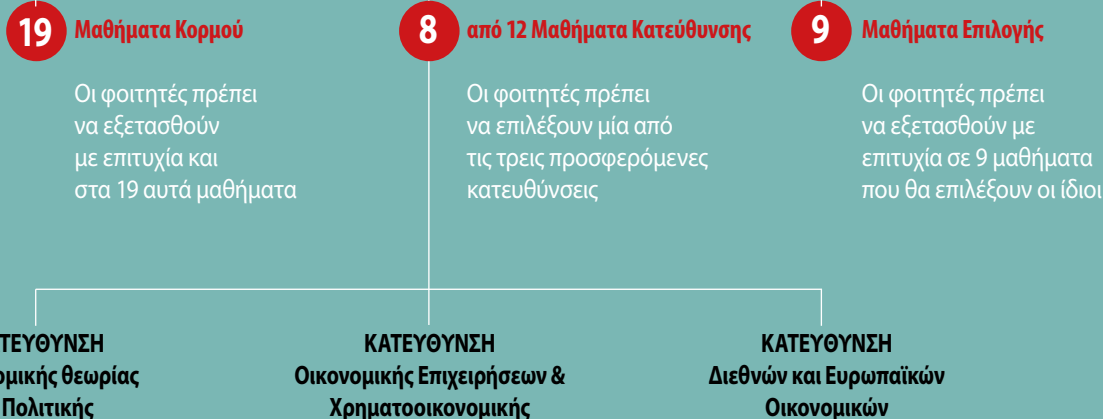 19 Μαθήματα Κορμού
Οι φοιτητές πρέπει
να εξετασθούν
με επιτυχία και
στα 19 αυτά μαθήματα
8 από 12 Μαθήματα Κατεύθυνσης
Οι φοιτητές πρέπει
να επιλέξουν μία από
τις τρεις προσφερόμενες
κατευθύνσεις
9 Μαθήματα Επιλογής
Οι φοιτητές πρέπει
να εξετασθούν με
επιτυχία σε 9 μαθήματα
που θα επιλέξουν οι ίδιοι
θεωρίας
Πολιτικής
ΚΑΤΕΥΘΥΝΣΗ
Οικονομικής Επιχειρήσεων &
Χρηματοοικονομικής
ΚΑΤΕΥΘΥΝΣΗ
Διεθνών και Ευρωπαϊκών
Οικονομικών